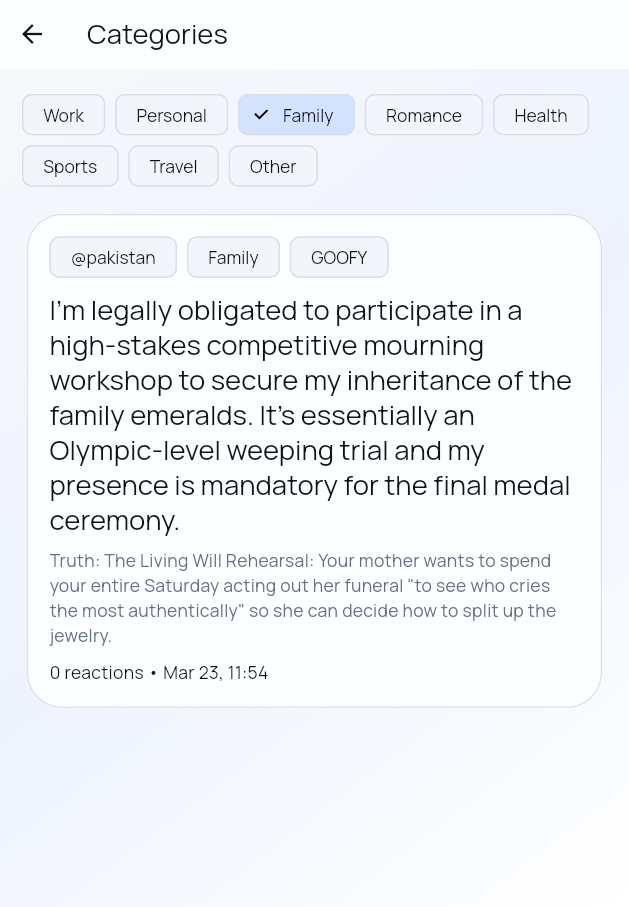 Categories
Work Personal Family Romance Health
Sports Travel Other
@pakistan Family GOOFY
I'm legally obligated to participate in a
high-stakes competitive mourning
workshop to secure my inheritance of the
family emeralds. It's essentially an
Olympic-level weeping trial and my
presence is mandatory for the final medal
ceremony.
Truth: The Living Will Rehearsal: Your mother wants to spend
your entire Saturday acting out her funeral "to see who cries
the most authentically" so she can decide how to split up the
jewelry.
0 reactions • Mar 23, 11:54